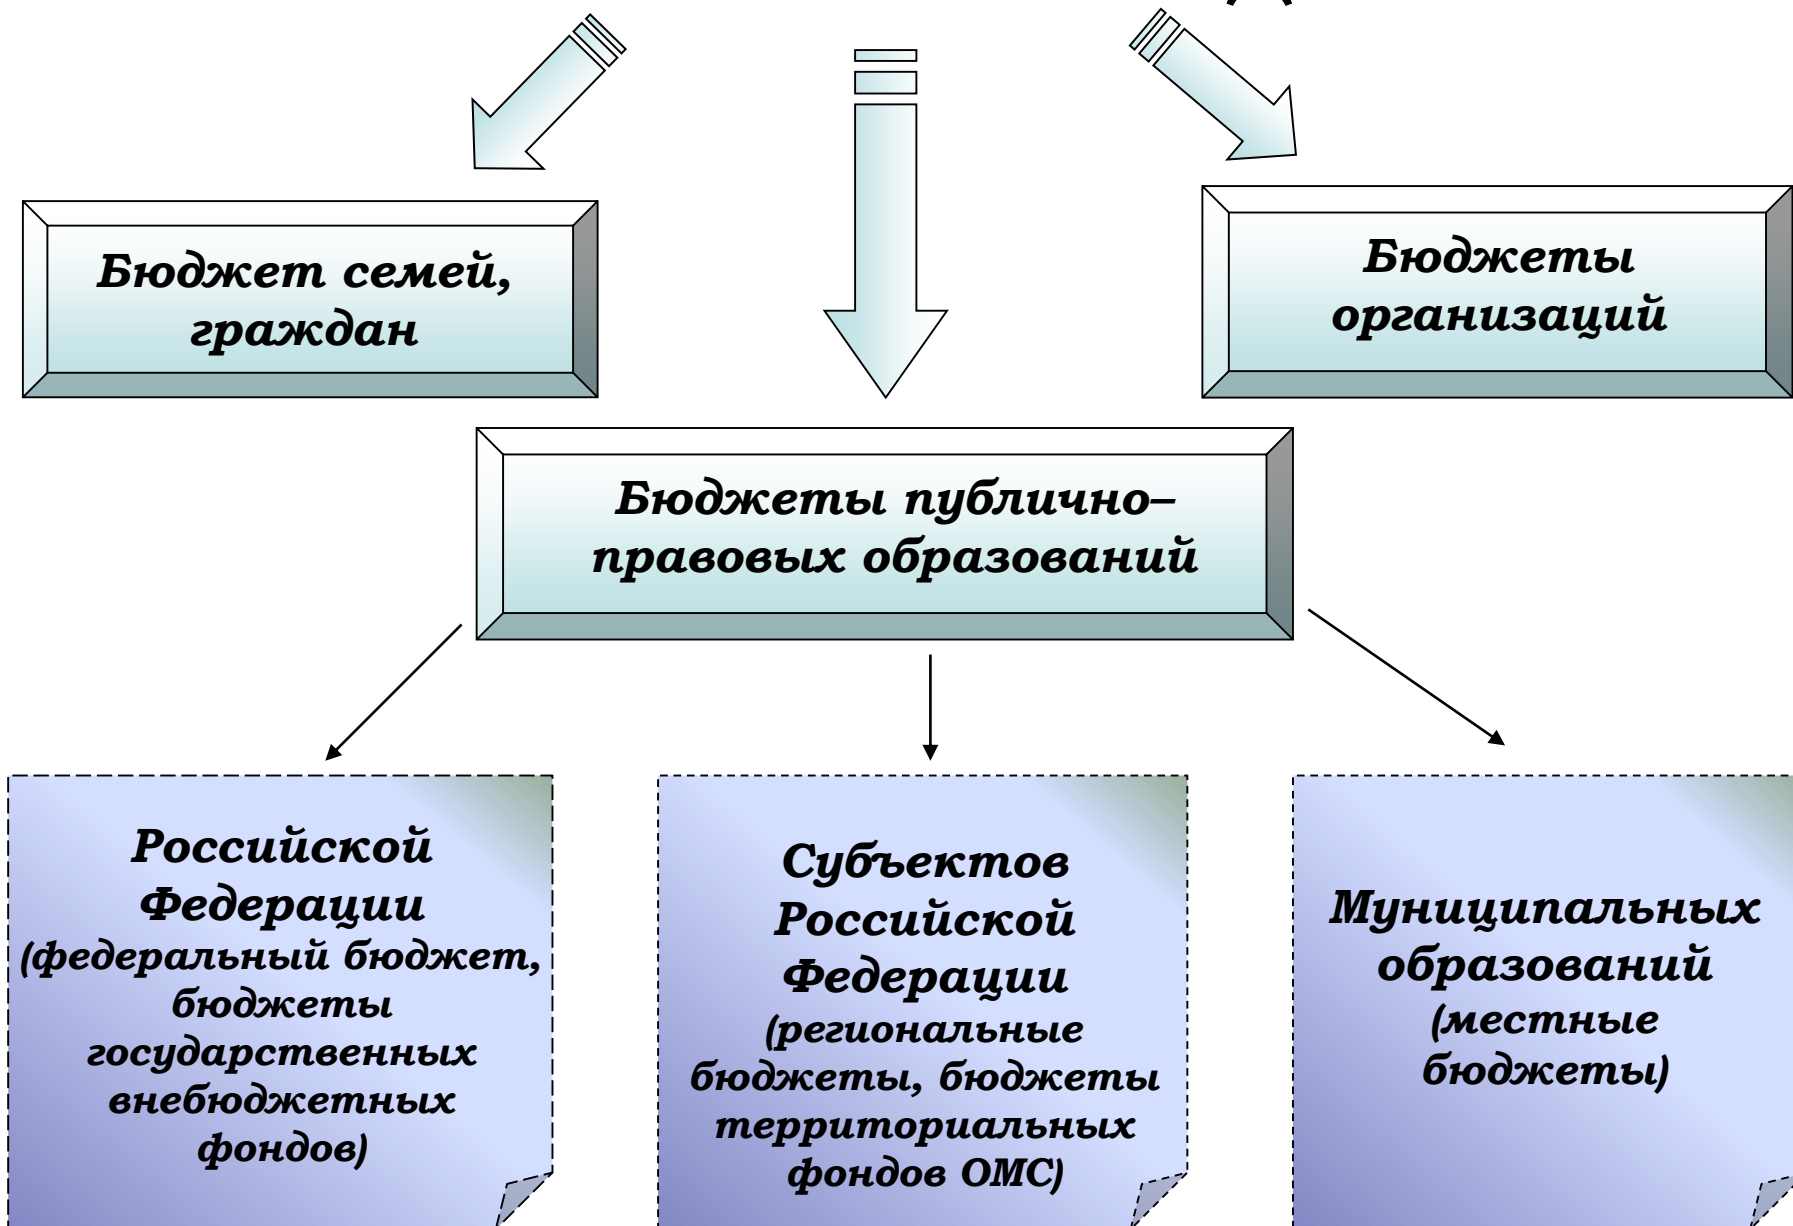 Бюджет семей,
граждан
Бюджеты
организаций
Бюджеты публично–
правовых образований
Российской
Федерации
(федеральный бюджет,
бюджеты
государственных
внебюджетных
фондов)
Субъектов
Российской
Федерации
(региональные
бюджеты, бюджеты
территориальных
фондов ОМС)
Муниципальных
образований
(местные
бюджеты)